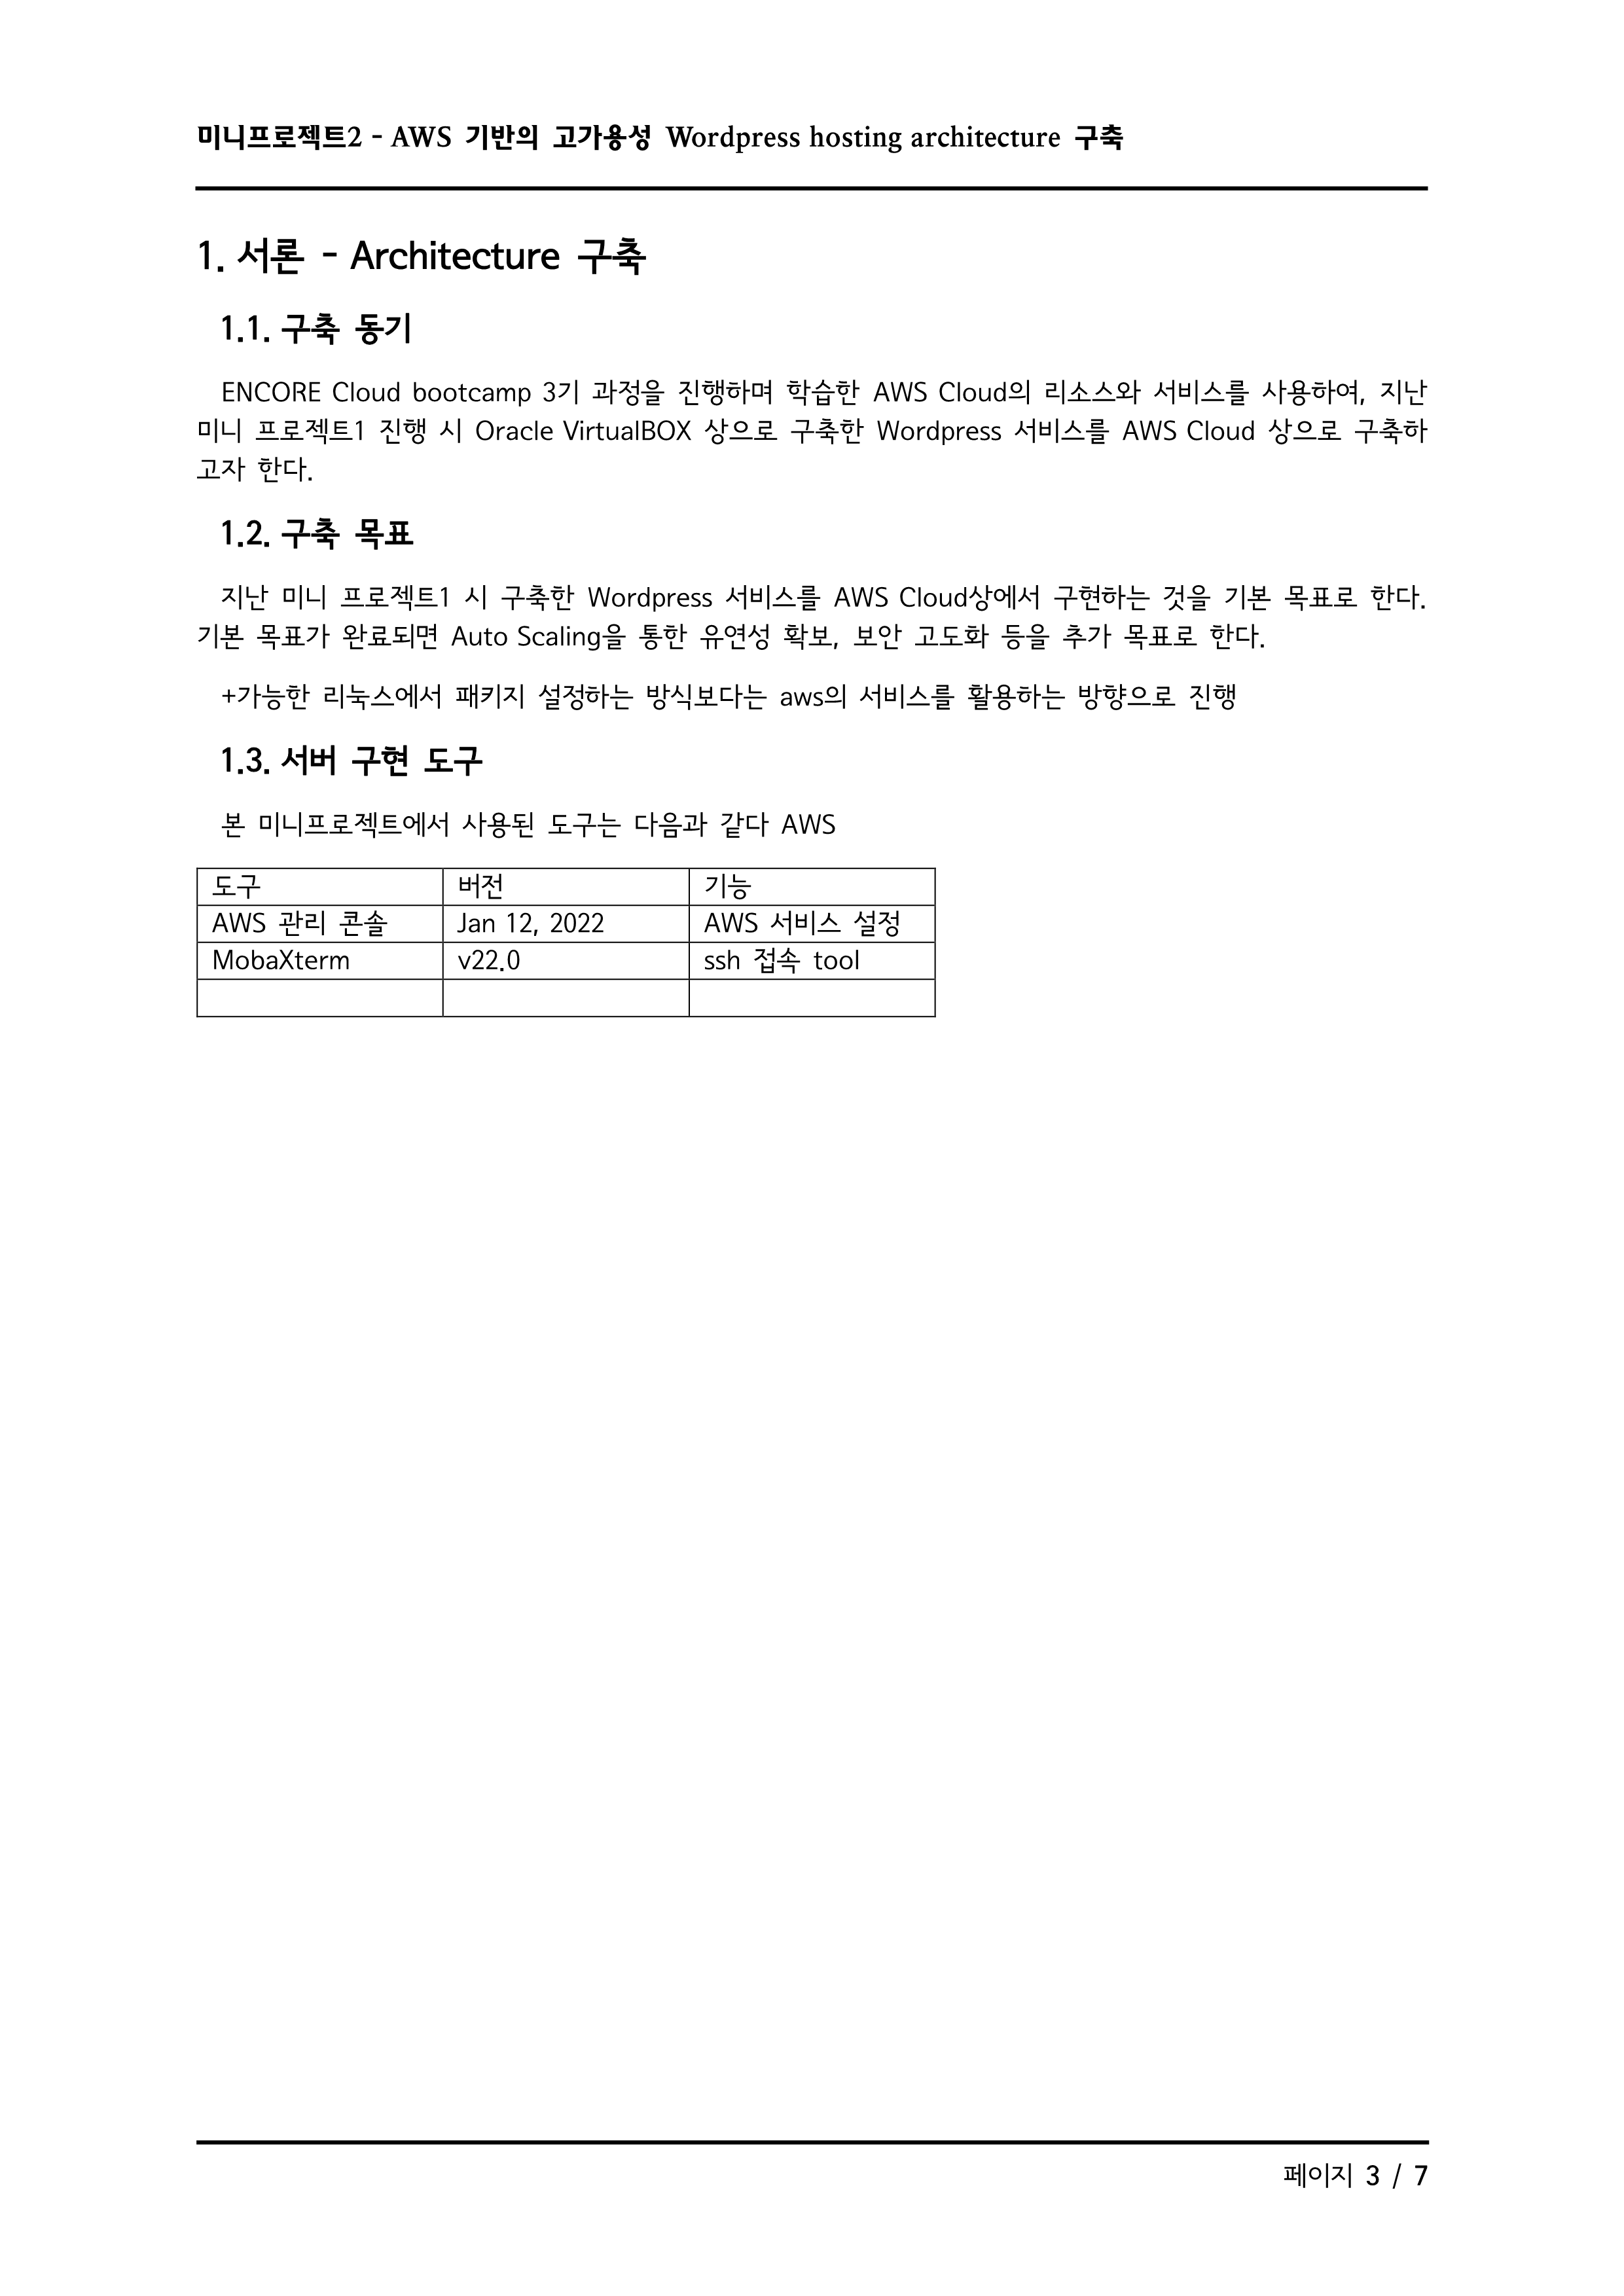 미니프로젝트2 - AWS 기반의 고가용성 Wordpress hosting architecture 구축
1. 서론 - Architecture 구축
1.1. 구축 동기
ENCORE Cloud bootcamp 3기 과정을 진행하며 학습한 AWS Cloud의 리소스와 서비스를 사용하여, 지난
미니 프로젝트1 진행 시 Oracle VirtualBOX 상으로 구축한 Wordpress 서비스를 AWS Cloud 상으로 구축하
고자 한다.
1.2. 구축 목표
지난 미니 프로젝트1 시 구축한 Wordpress 서비스를 AWS Cloud상에서 구현하는 것을 기본 목표로 한다.
기본 목표가 완료되면 Auto Scaling을 통한 유연성 확보, 보안 고도화 등을 추가 목표로 한다.
+가능한 리눅스에서 패키지 설정하는 방식보다는 aws의 서비스를 활용하는 방향으로 진행
1.3. 서버 구현 도구
본 미니프로젝트에서 사용된 도구는 다음과 같다 AWS
도구 버전 기능
AWS 관리 콘솔 Jan 12, 2022 AWS 서비스 설정
MobaXterm v22.0 ssh 접속 tool
페이지 3 / 7